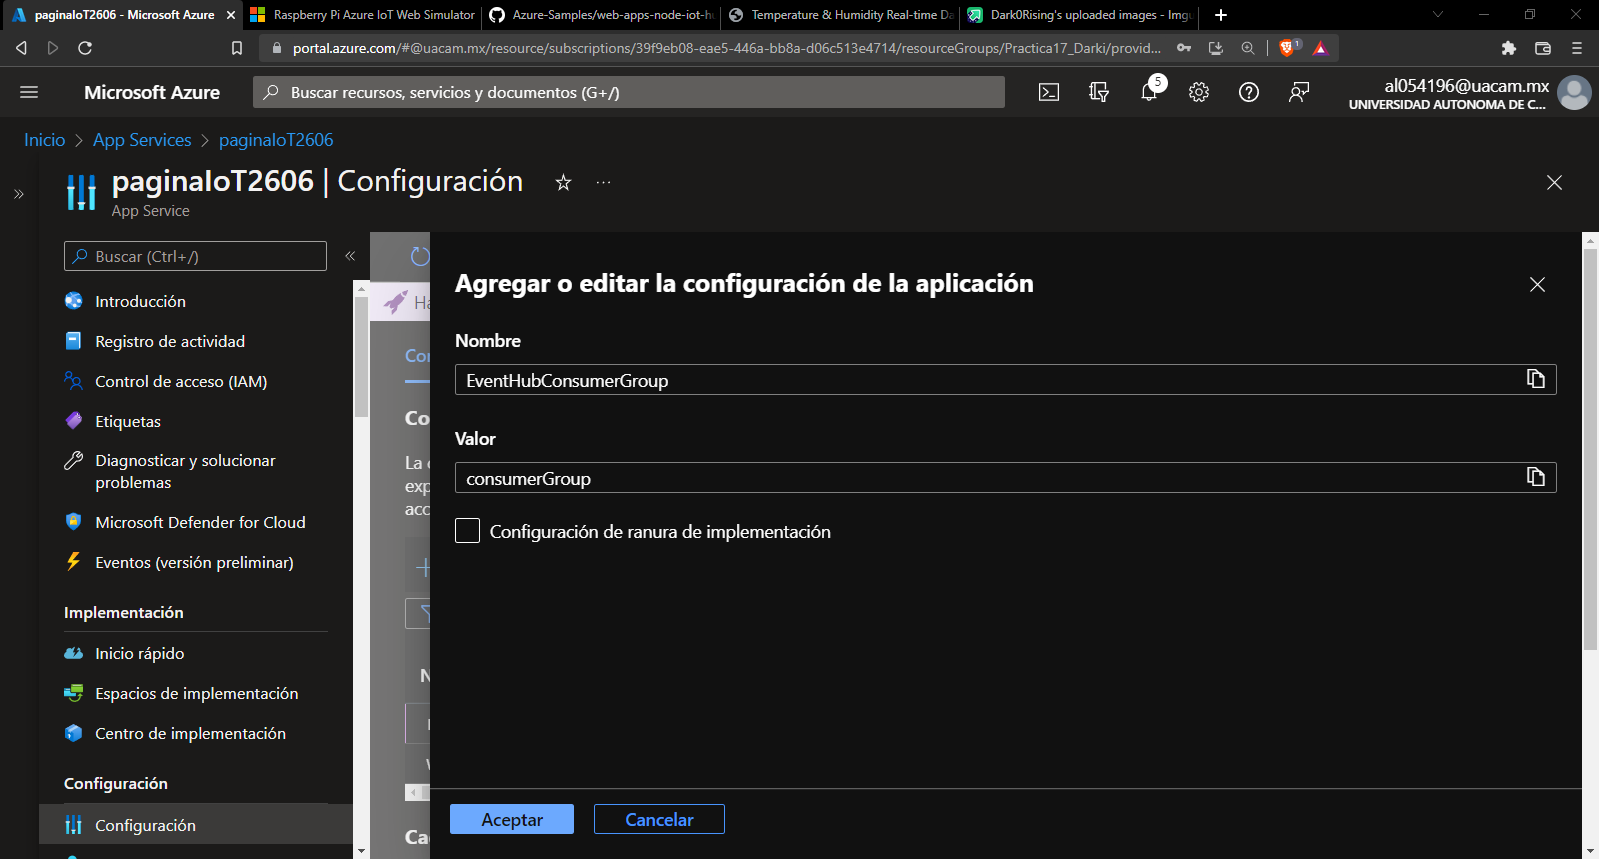 paginaIoT2606 - Microsoft Azure
Raspberry Pi Azure IoT Web Simulator
Azure-Samples/web-apps-node-iot-hu
Temperature & Humidity Real-time Da
Dark0Rising's uploaded images - Imgu
portal.azure.com/#@uacam.mx/resource/subscriptions/39f9eb08-eae5-446a-bb8a-d06c513e4714/resourceGroups/Practica17_Darki/provid...
1
Microsoft Azure
Buscar recursos, servicios y documentos (G+/)
5
al054196@uacam.mx
UNIVERSIDAD AUTONOMA DE C...
Inicio > App Services > paginaIoT2606
paginaIoT2606 | Configuración
App Service
Buscar (Ctrl+/)
Introducción
Registro de actividad
Control de acceso (IAM)
Etiquetas
Diagnosticar y solucionar
problemas
Microsoft Defender for Cloud
Eventos (versión preliminar)
Implementación
Inicio rápido
Espacios de implementación
Centro de implementación
Configuración
Configuración
Ha
Co
La
exp
acc
Ca
Agregar o editar la configuración de la aplicación
Nombre
EventHubConsumerGroup
Valor
consumerGroup
Configuración de ranura de implementación
Aceptar
Cancelar